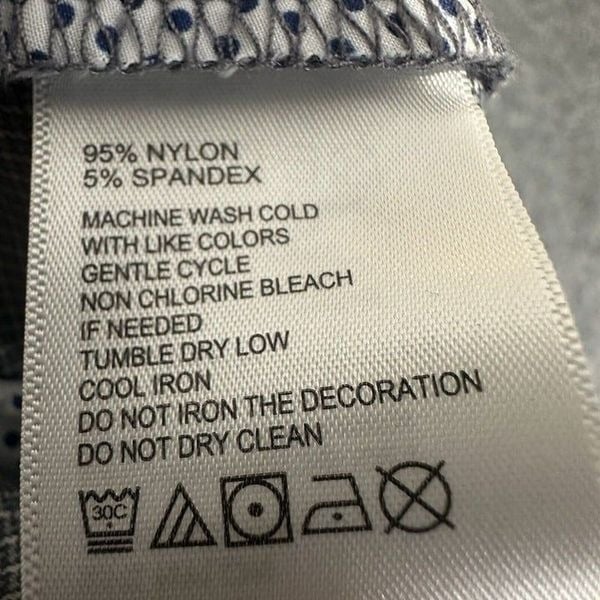 95% NYLON
5% SPANDEX
MACHINE WASH COLD
WITH LIKE COLORS
GENTLE CYCLE
NON CHLORINE BLEACH
IF NEEDED
TUMBLE DRY LOW
COOL IRON
DO NOT IRON THE DECORATION
DO NOT DRY CLEAN
30C